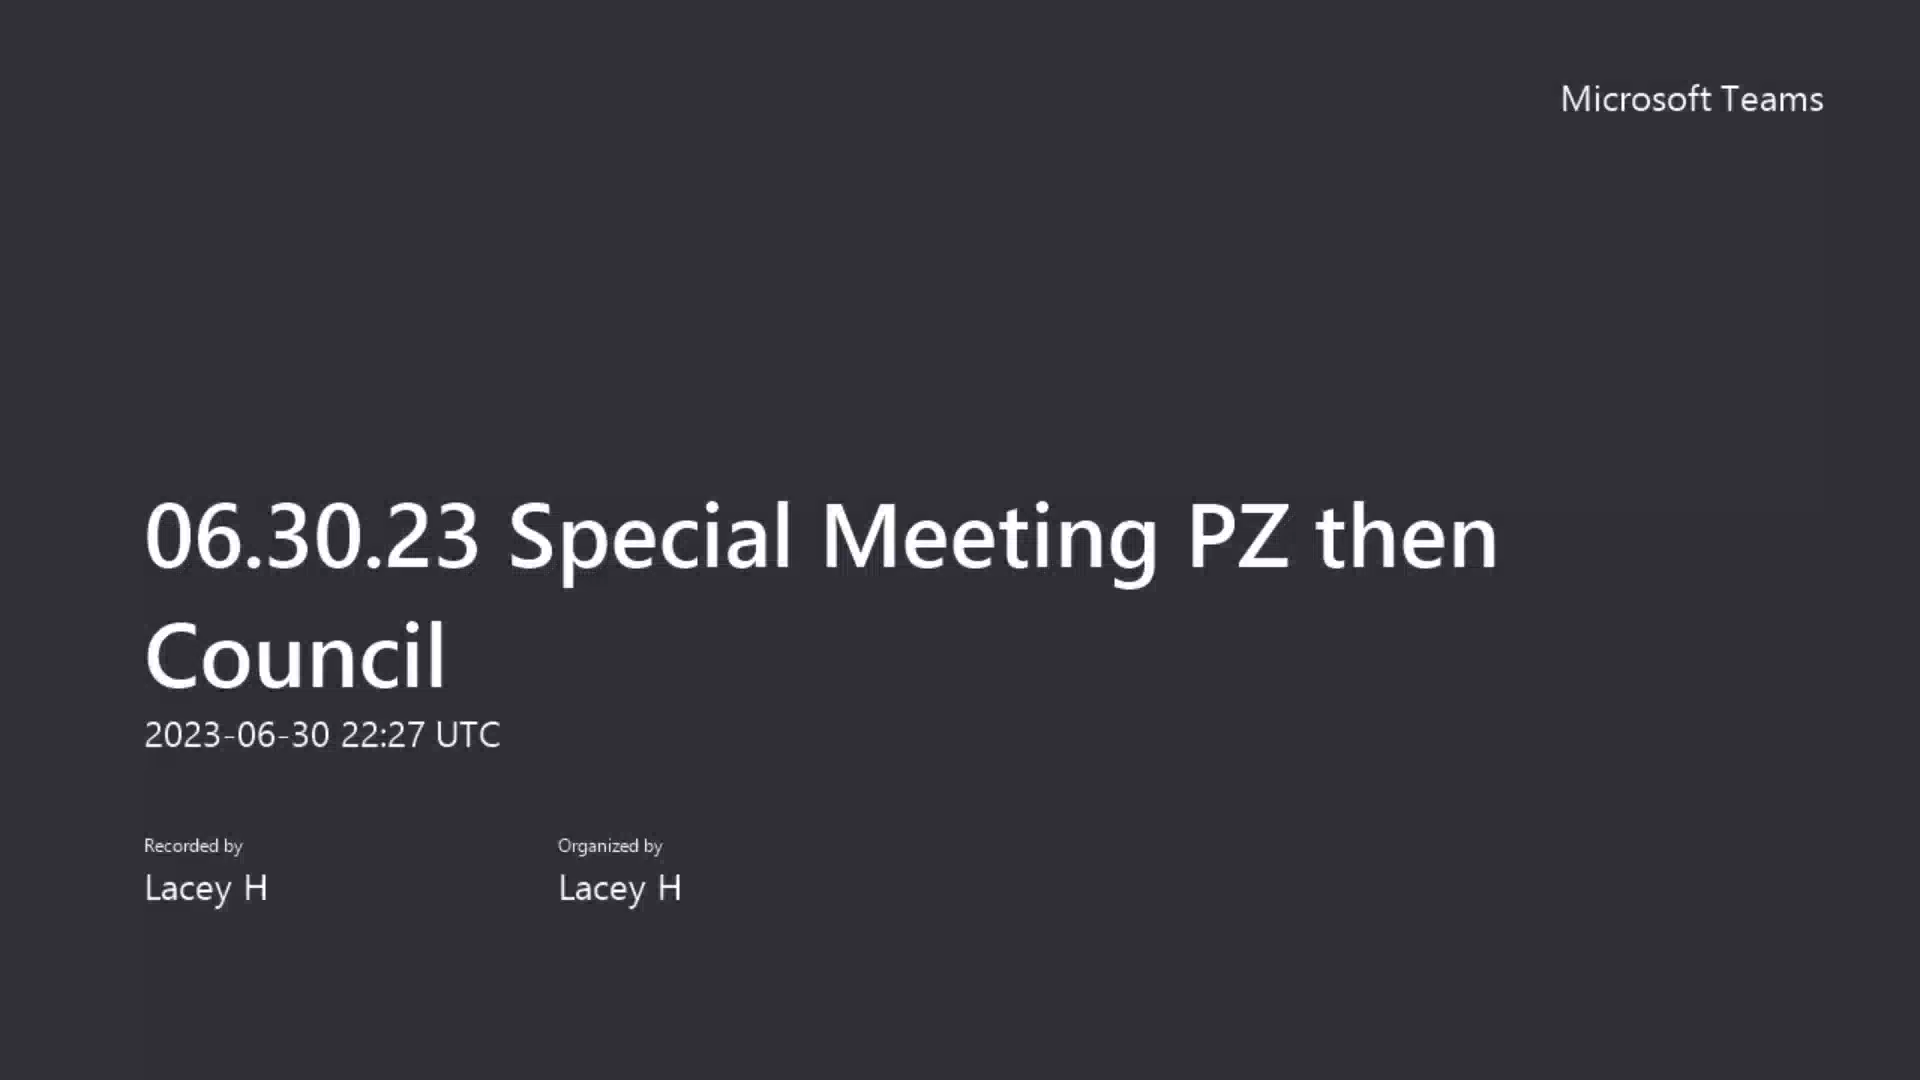 Microsoft Teams
06.30.23 Special Meeting PZ then
Council
2023-06-30 22:27 UTC
Recorded by
Organized by
Lacey H
Lacey H